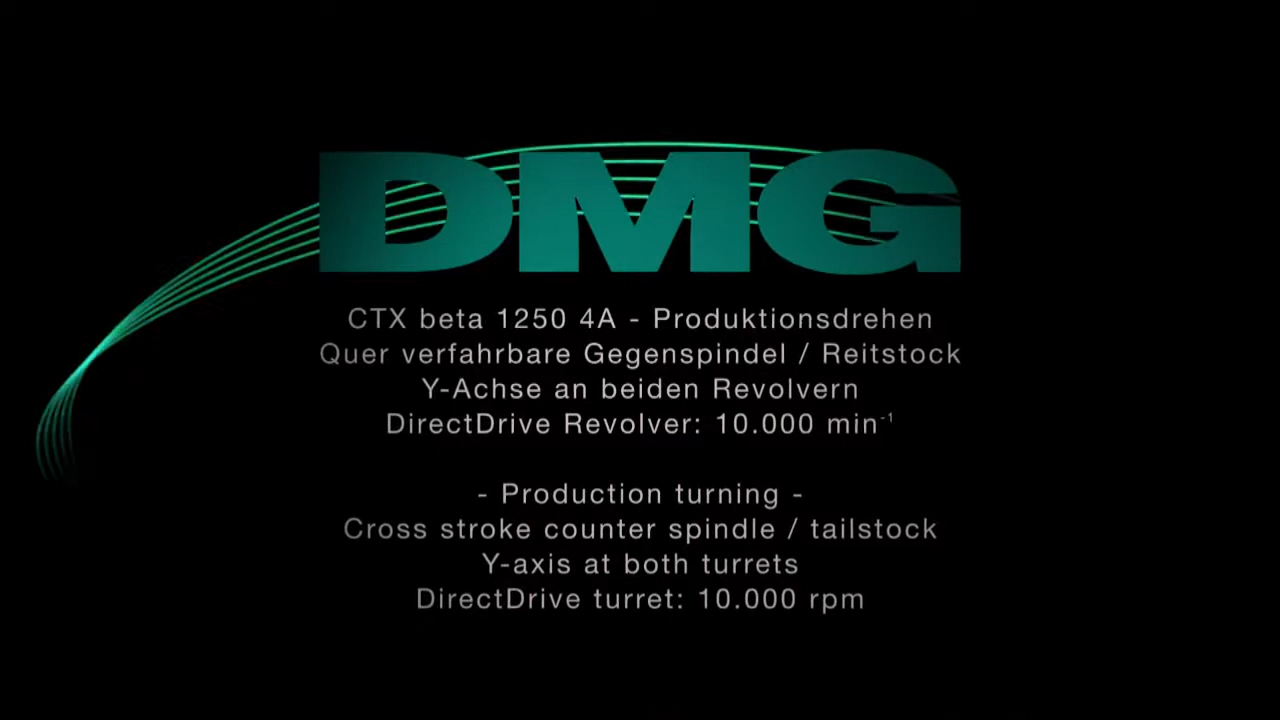 DMG
CTX beta 1250 4A - Produktionsdrehen
Quer verfahrbare Gegenspindel / Reitstock
Y-Achse an beiden Revolvern
DirectDrive Revolver: 10.000 min⁻¹
- Production turning -
Cross stroke counter spindle / tailstock
Y-axis at both turrets
DirectDrive turret: 10.000 rpm